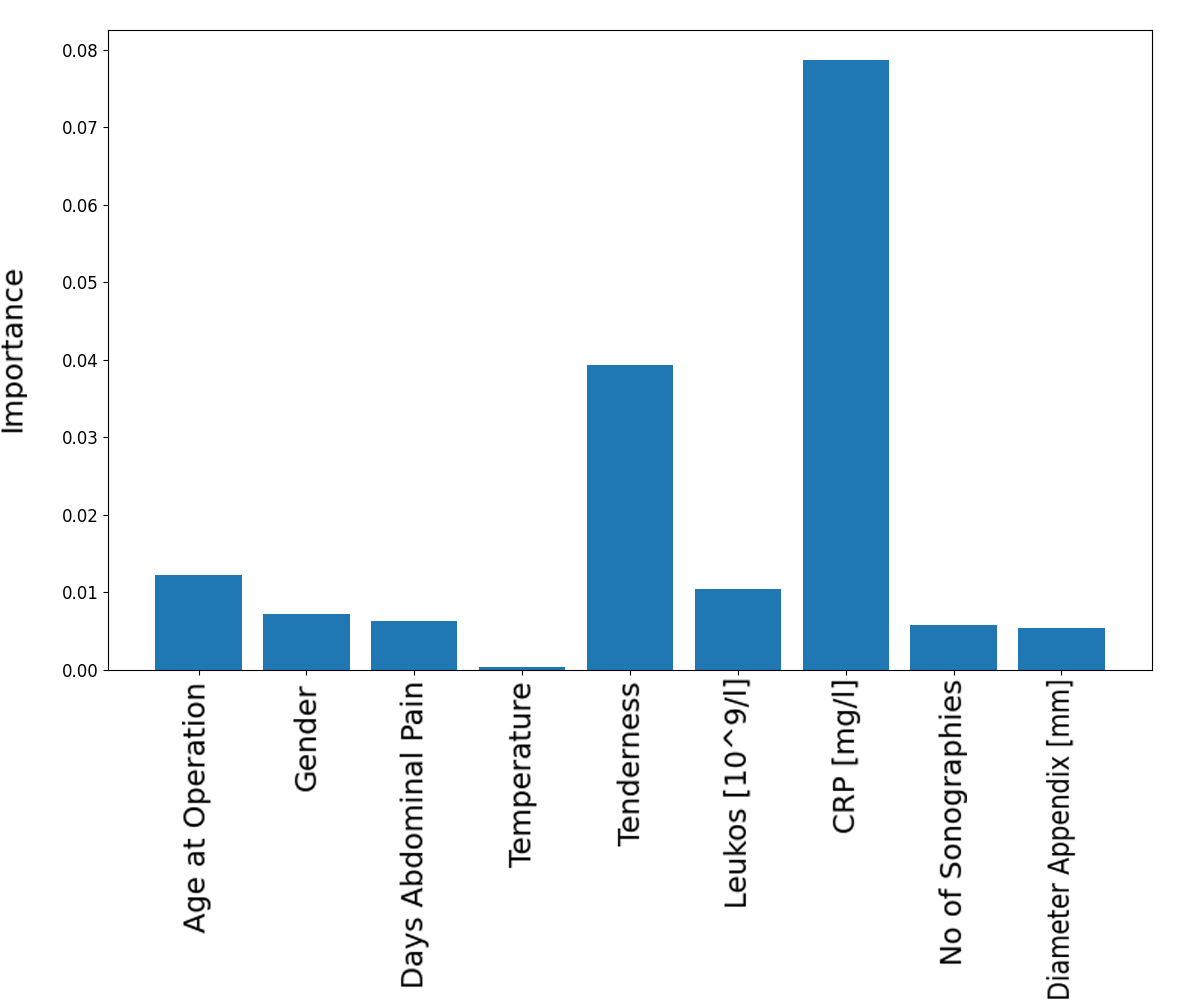 0.08
0.07
0.06
0.05
0.04
0.03
0.02
0.01
0.00
Importance
Age at Operation
Gender
Days Abdominal Pain
Temperature
Tenderness
Leukos [10^9/l]
CRP [mg/l]
No of Sonographies
Diameter Appendix [mm]